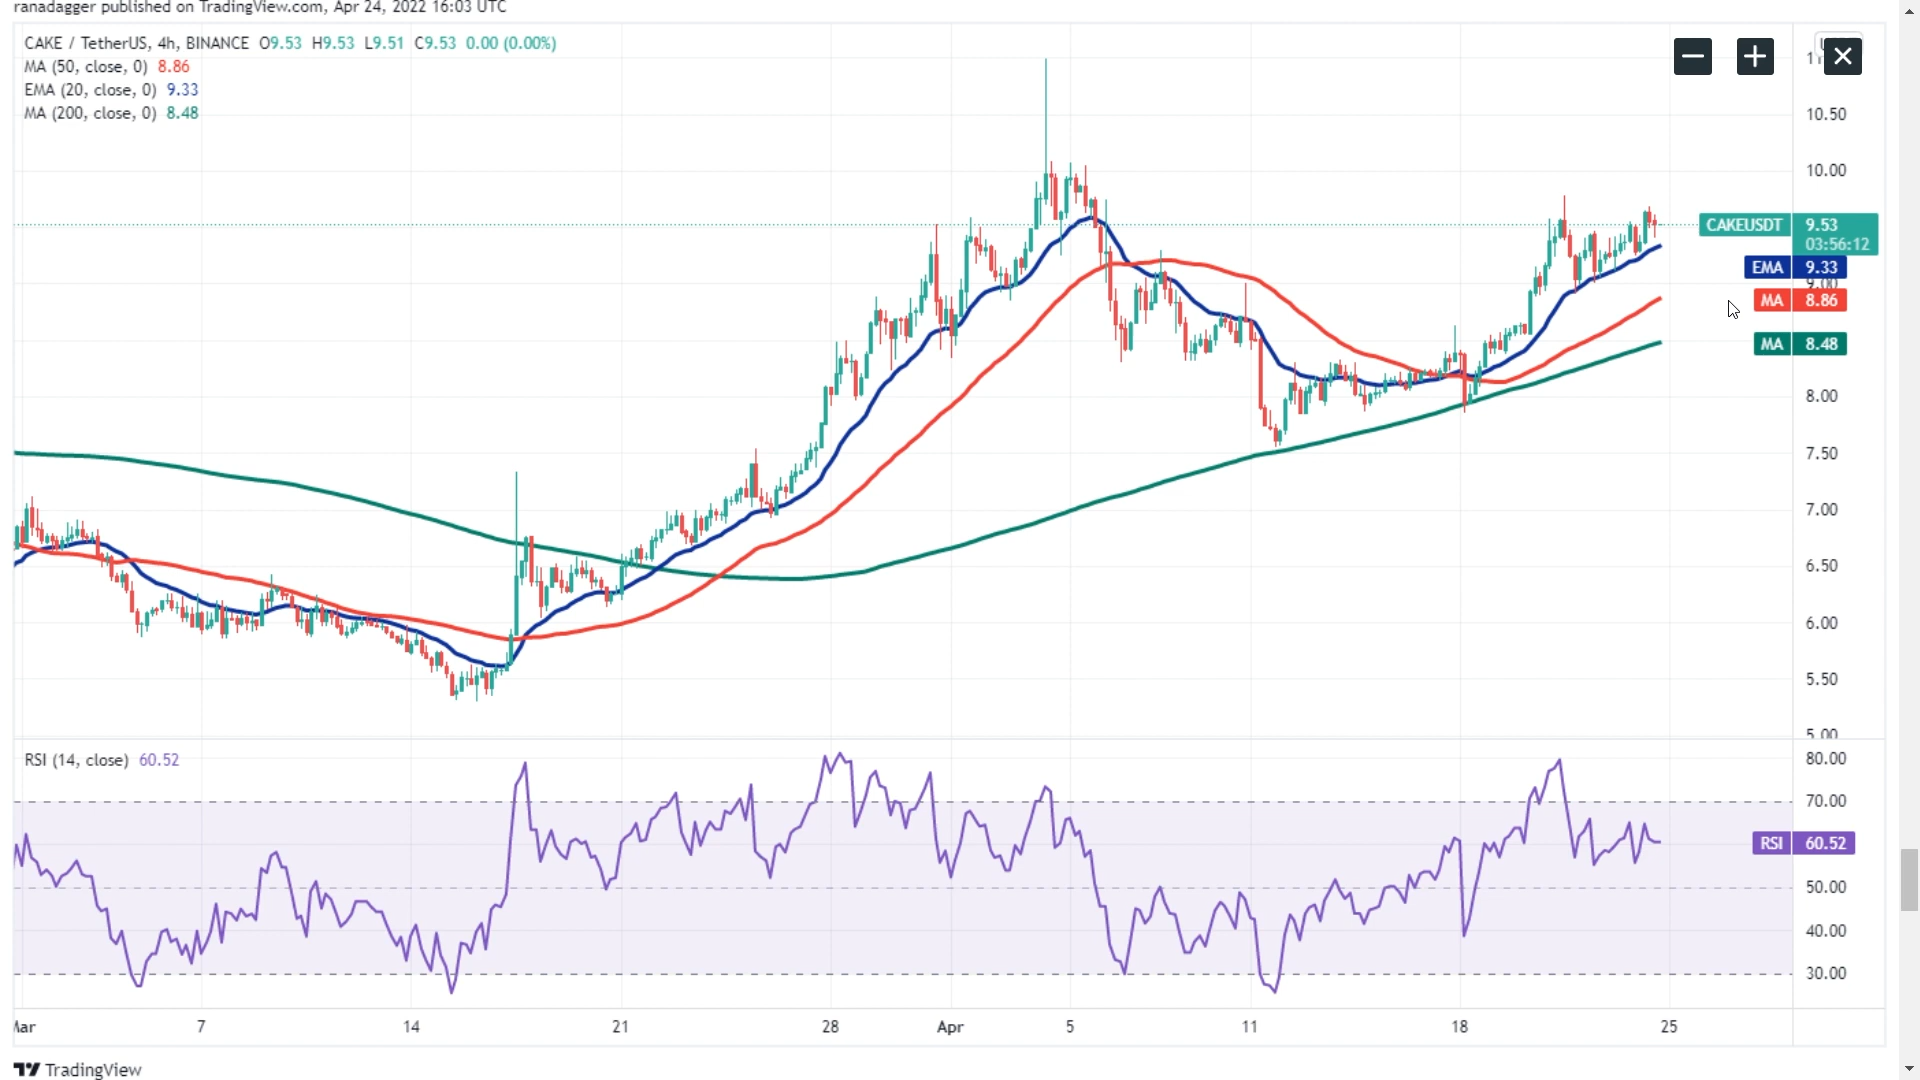 ranadagger published on TradingView.com, Apr 24, 2022 16:03 UTC
CAKE / TetherUS, 4h, BINANCE O9.53 H9.53 L9.51 C9.53 0.00 (0.00%)
MA (50, close, 0) 8.86
EMA (20, close, 0) 9.33
MA (200, close, 0) 8.48
10.50
10.00
CAKEUSDT 9.53
03:56:12
EMA 9.33
9.00
MA 8.86
MA 8.48
8.00
7.50
7.00
6.50
6.00
5.50
5.00
RSI (14, close) 60.52
80.00
70.00
RSI 60.52
50.00
40.00
30.00
Mar 7 14 21 28 Apr 5 11 18 25
TradingView